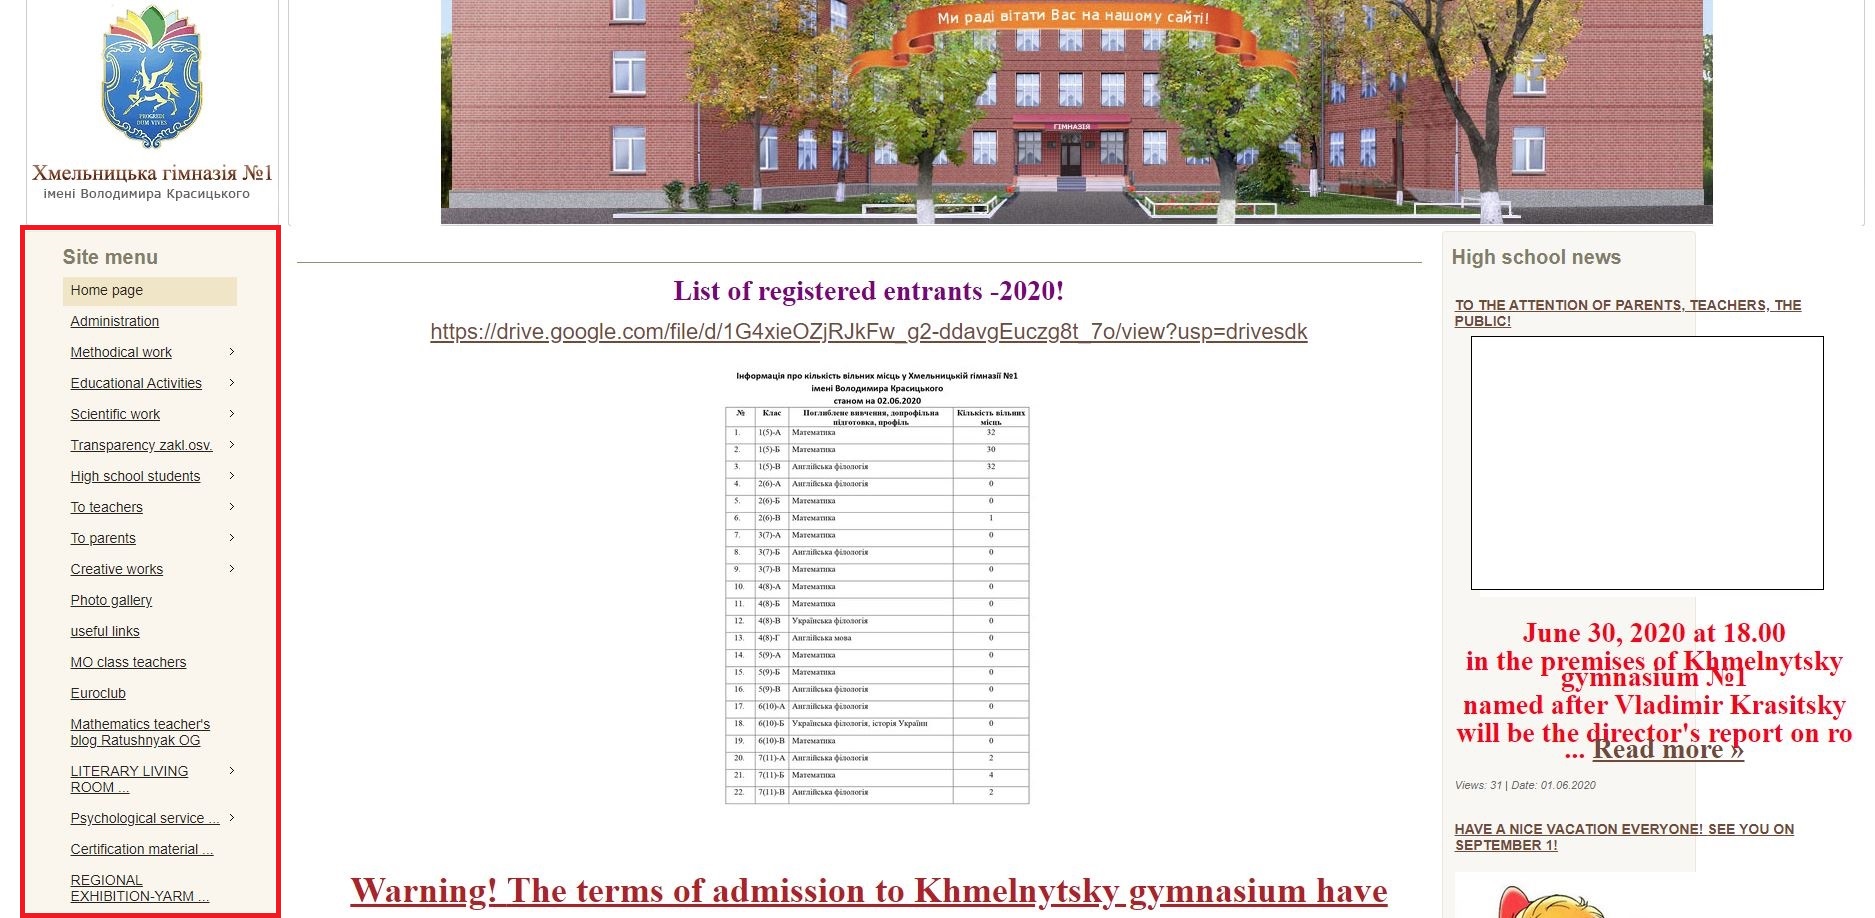 Ми раді вітати Вас на нашому сайті!
ГІМНАЗІЯ
PROGREDI
DUM VIVES
Хмельницька гімназія №1
імені Володимира Красицького
Site menu
Home page
Administration
Methodical work
Educational Activities
Scientific work
Transparency zakl.osv.
High school students
To teachers
To parents
Creative works
Photo gallery
useful links
MO class teachers
Euroclub
Mathematics teacher's
blog Ratushnyak OG
LITERARY LIVING
ROOM ...
Psychological service ...
Certification material ...
REGIONAL
EXHIBITION-YARM ...
List of registered entrants -2020!
https://drive.google.com/file/d/1G4xieOZjRJkFw_g2-ddavgEuczg8t_7o/view?usp=drivesdk
Інформація про кількість вільних місць у Хмельницькій гімназії №1
імені Володимира Красицького
станом на 02.06.2020
№ Клас Поглиблене вивчення, допрофільна підготовка, профіль Кількість вільних місць
1. 1(5)-А Математика 32
2. 1(5)-Б Математика 30
3. 1(5)-В Англійська філологія 32
4. 2(6)-А Англійська філологія 0
5. 2(6)-Б Математика 0
6. 2(6)-В Математика 1
7. 3(7)-А Математика 0
8. 3(7)-Б Англійська філологія 0
9. 3(7)-В Математика 0
10. 4(8)-А Математика 0
11. 4(8)-Б Математика 0
12. 4(8)-В Українська філологія 0
13. 4(8)-Г Англійська мова 0
14. 5(9)-А Математика 0
15. 5(9)-Б Математика 0
16. 5(9)-В Англійська філологія 0
17. 6(10)-А Англійська філологія 0
18. 6(10)-Б Українська філологія, історія України 0
19. 6(10)-В Математика 0
20. 7(11)-А Англійська філологія 2
21. 7(11)-Б Математика 4
22. 7(11)-В Англійська філологія 2
Warning! The terms of admission to Khmelnytsky gymnasium have
High school news
TO THE ATTENTION OF PARENTS, TEACHERS, THE
PUBLIC!
June 30, 2020 at 18.00
in the premises of Khmelnytsky
gymnasium №1
named after Vladimir Krasitsky
will be the director's report on ro
... Read more »
Views: 31 | Date: 01.06.2020
HAVE A NICE VACATION EVERYONE! SEE YOU ON
SEPTEMBER 1!